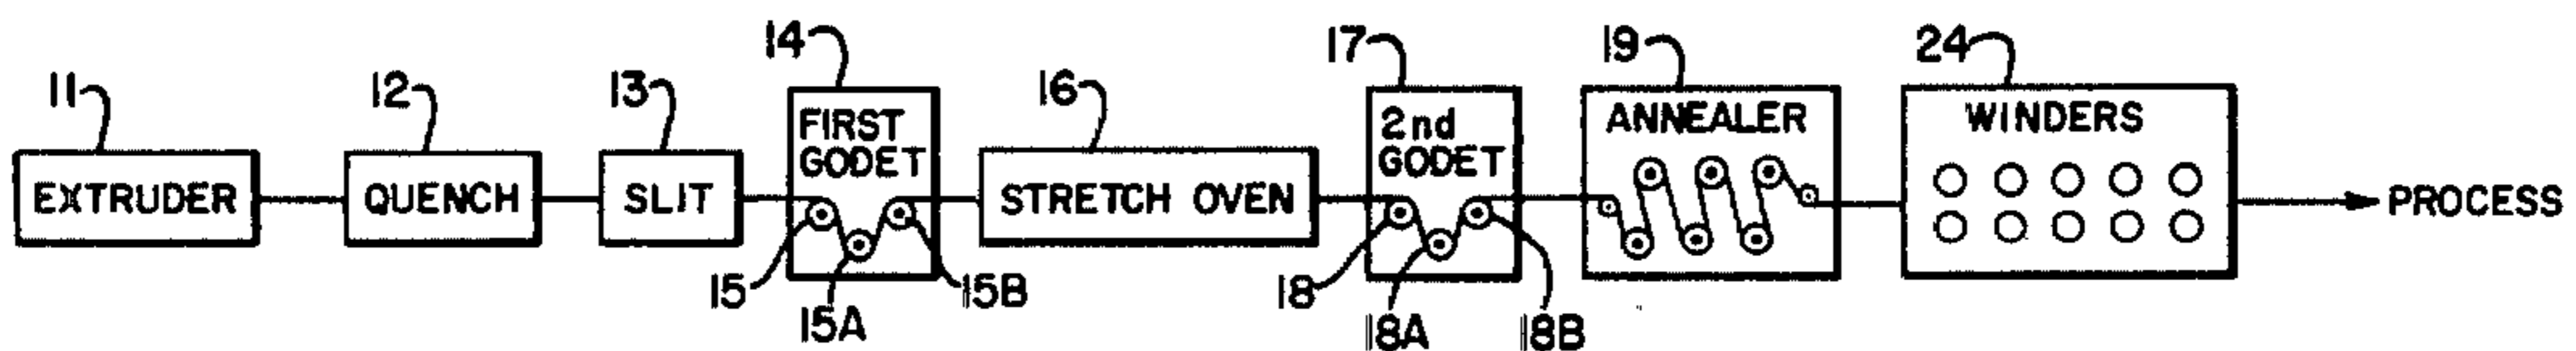 11
EXTRUDER
12
QUENCH
13
SLIT
14
FIRST
GODET
15
15A
15B
16
STRETCH OVEN
17
2nd
GODET
18
18A
18B
19
ANNEALER
24
WINDERS
PROCESS